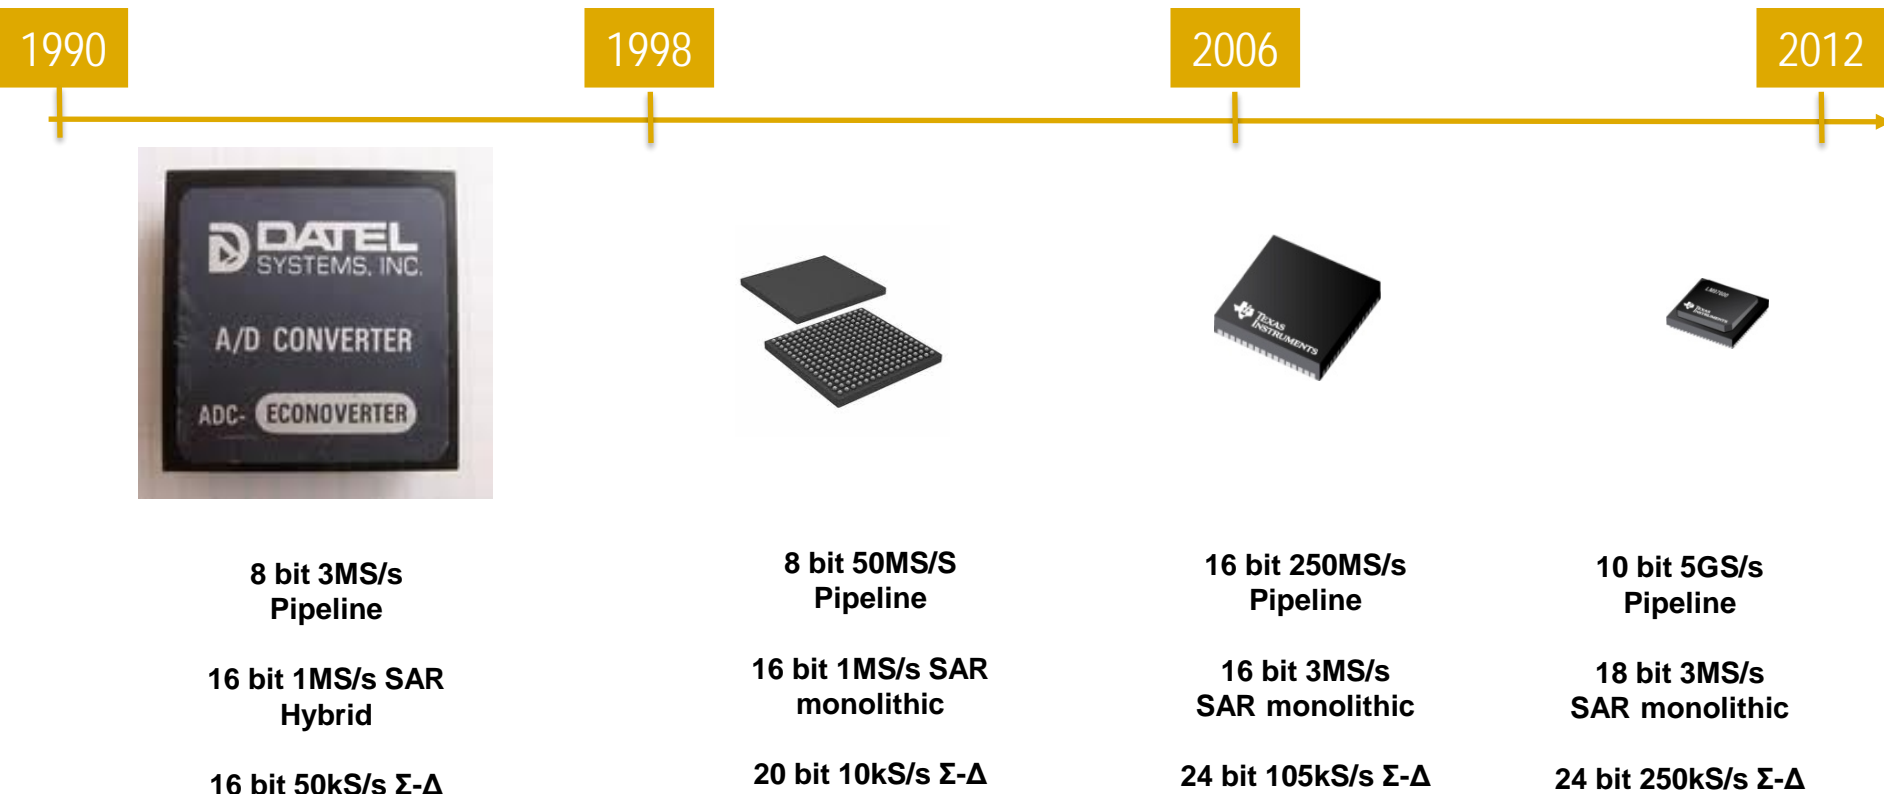 1990
1998
2006
2012
DATEL
SYSTEMS, INC.
A/D CONVERTER
ADC- ECONOVERTER
TEXAS
INSTRUMENTS
TEXAS
INSTRUMENTS
8 bit 3MS/s
Pipeline
16 bit 1MS/s SAR
Hybrid
16 bit 50kS/s Σ-Δ
8 bit 50MS/S
Pipeline
16 bit 1MS/s SAR
monolithic
20 bit 10kS/s Σ-Δ
16 bit 250MS/s
Pipeline
16 bit 3MS/s
SAR monolithic
24 bit 105kS/s Σ-Δ
10 bit 5GS/s
Pipeline
18 bit 3MS/s
SAR monolithic
24 bit 250kS/s Σ-Δ